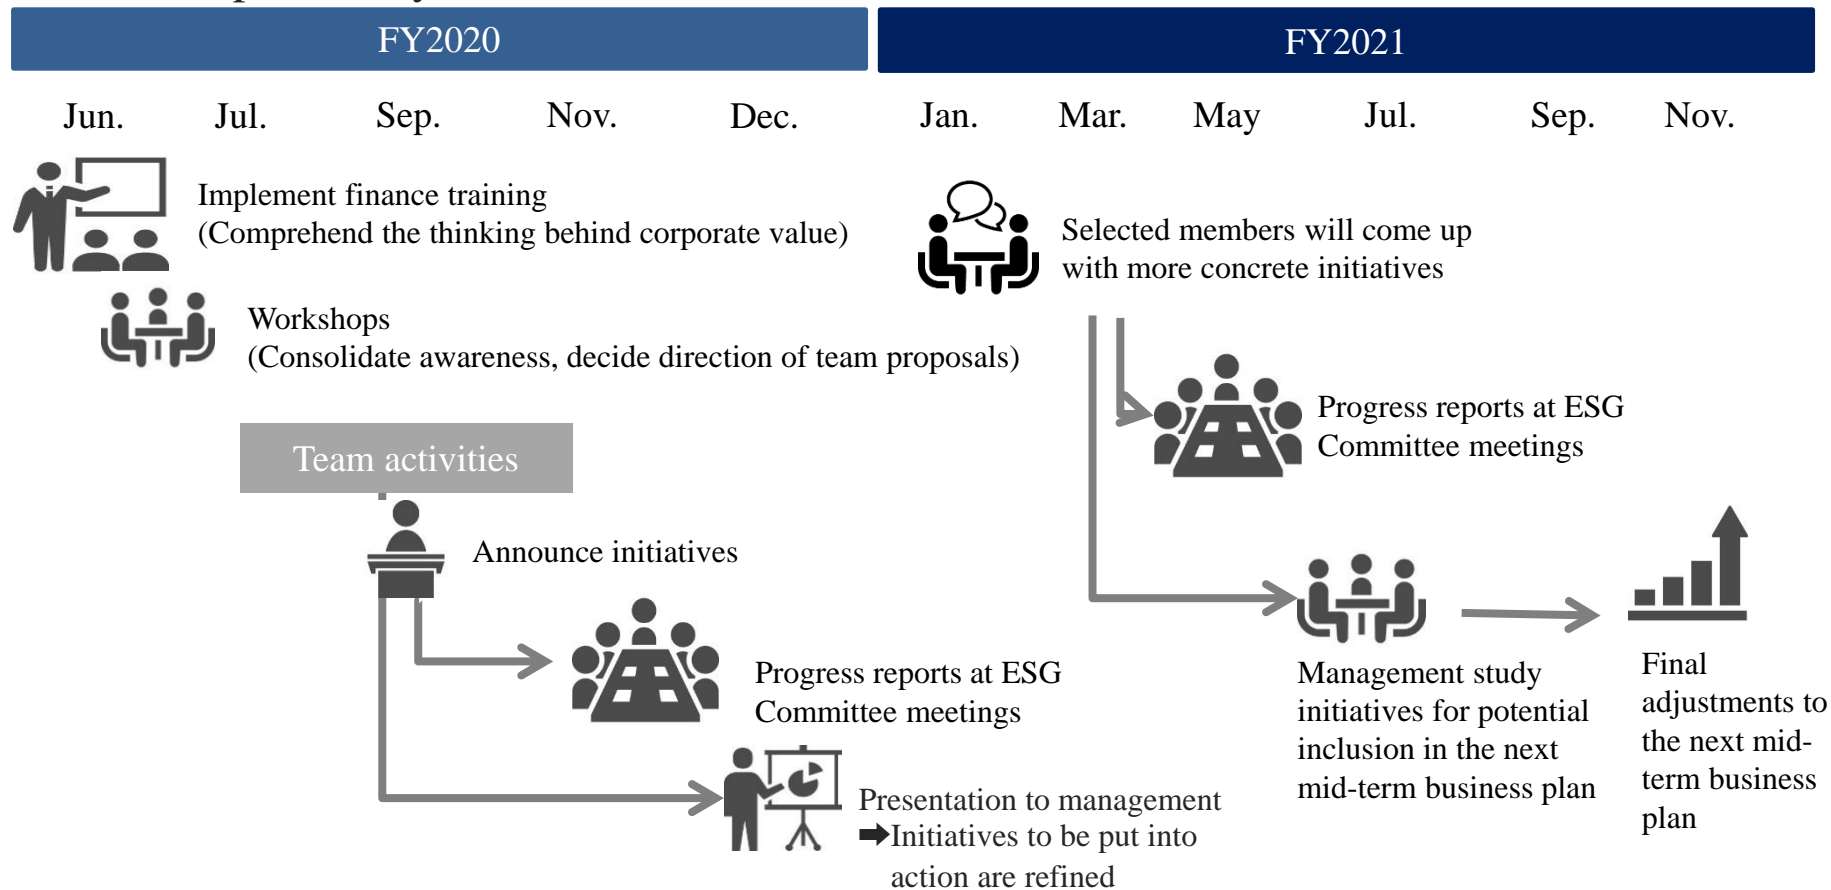 FY2020
FY2021
Jun.
Jul.
Sep.
Nov.
Dec.
Jan.
Mar.
May
Jul.
Sep.
Nov.
Implement finance training
(Comprehend the thinking behind corporate value)
Workshops
(Consolidate awareness, decide direction of team proposals)
Team activities
Announce initiatives
Progress reports at ESG
Committee meetings
Presentation to management
➡Initiatives to be put into
action are refined
Selected members will come up
with more concrete initiatives
Progress reports at ESG
Committee meetings
Management study
initiatives for potential
inclusion in the next
mid-term business plan
Final
adjustments to
the next mid-
term business
plan